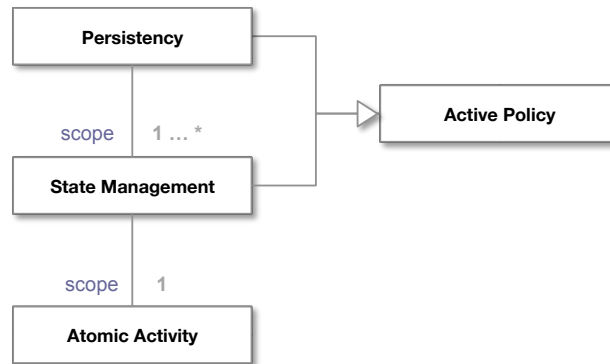 Persistency
Active Policy
scope 1 … *
State Management
scope 1
Atomic Activity